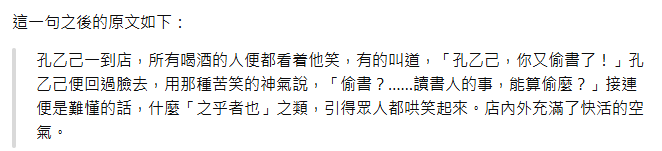 這一句之後的原文如下：
孔乙己一到店，所有喝酒的人便都看着他笑，有的叫道，「孔乙己，你又偷書了！」孔
乙己便回過臉去，用那種苦笑的神氣說，「偷書？……讀書人的事，能算偷麼？」接連
便是難懂的話，什麼「之乎者也」之類，引得眾人都哄笑起來。店內外充滿了快活的空
氣。